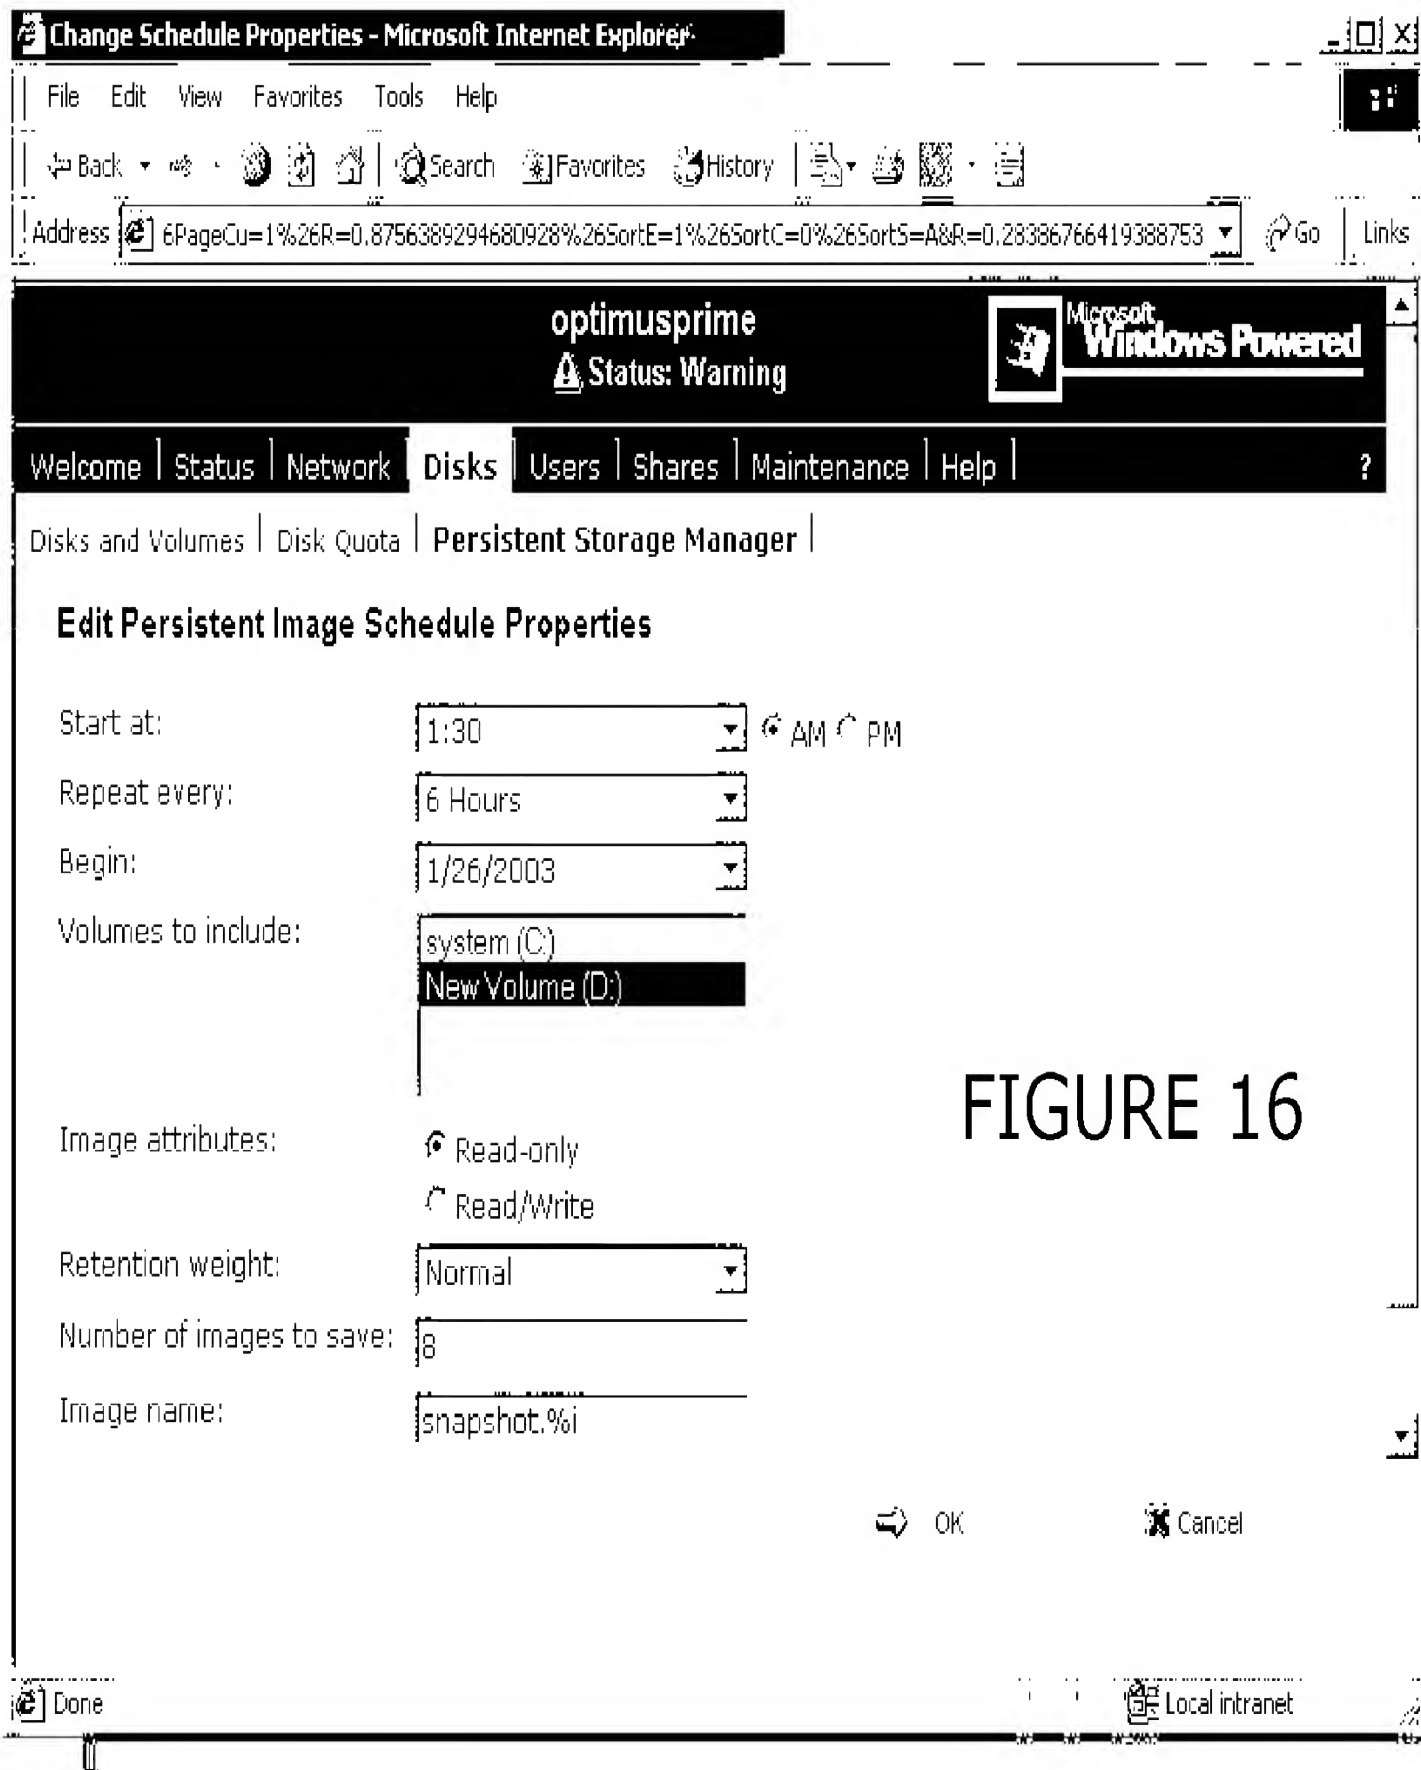 Change Schedule Properties - Microsoft Internet Explorer
File Edit View Favorites Tools Help
Back Search Favorites History
Address 6PageCu=1%26R=0.8756389294680928%26SortE=1%26SortC=0%26SortS=A&R=0.28386766419388753 Go Links
optimusprime
Status: Warning
Microsoft
Windows Powered
Welcome | Status | Network | Disks | Users | Shares | Maintenance | Help | ?
Disks and Volumes | Disk Quota | Persistent Storage Manager |
Edit Persistent Image Schedule Properties
Start at: 1:30 AM PM
Repeat every: 6 Hours
Begin: 1/26/2003
Volumes to include: system (C:)
New Volume (D:)
FIGURE 16
Image attributes: Read-only
Read/Write
Retention weight: Normal
Number of images to save: 8
Image name: snapshot.%i
OK Cancel
Done Local intranet